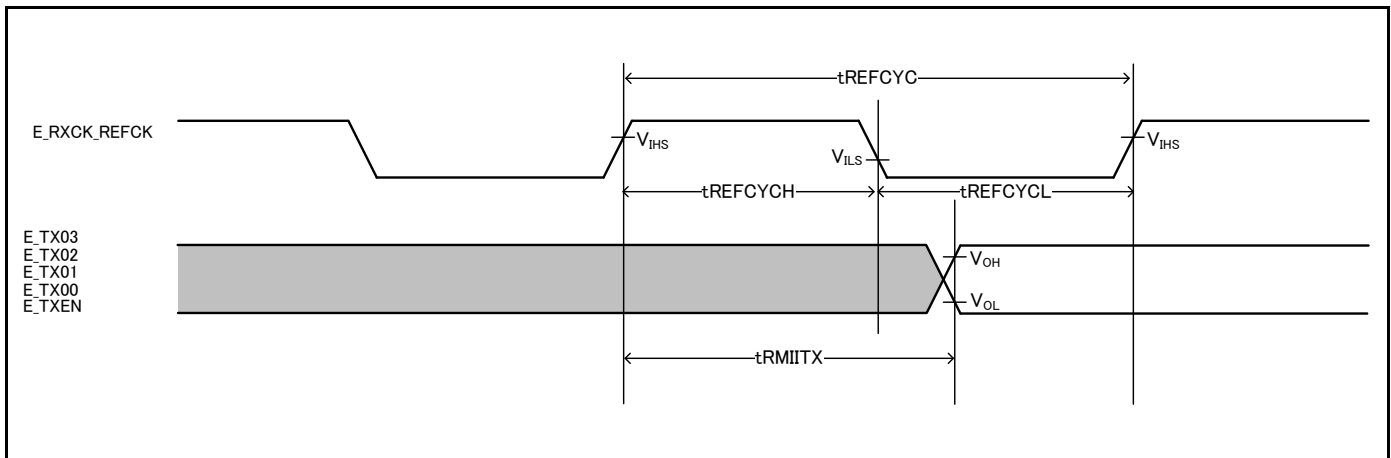 tREFCYC
E_RXCK_REFCK
VIHS
VILS
VIHS
tREFCYCH
tREFCYCL
E_TX03
E_TX02
E_TX01
E_TX00
E_TXEN
VOH
VOL
tRMIITX